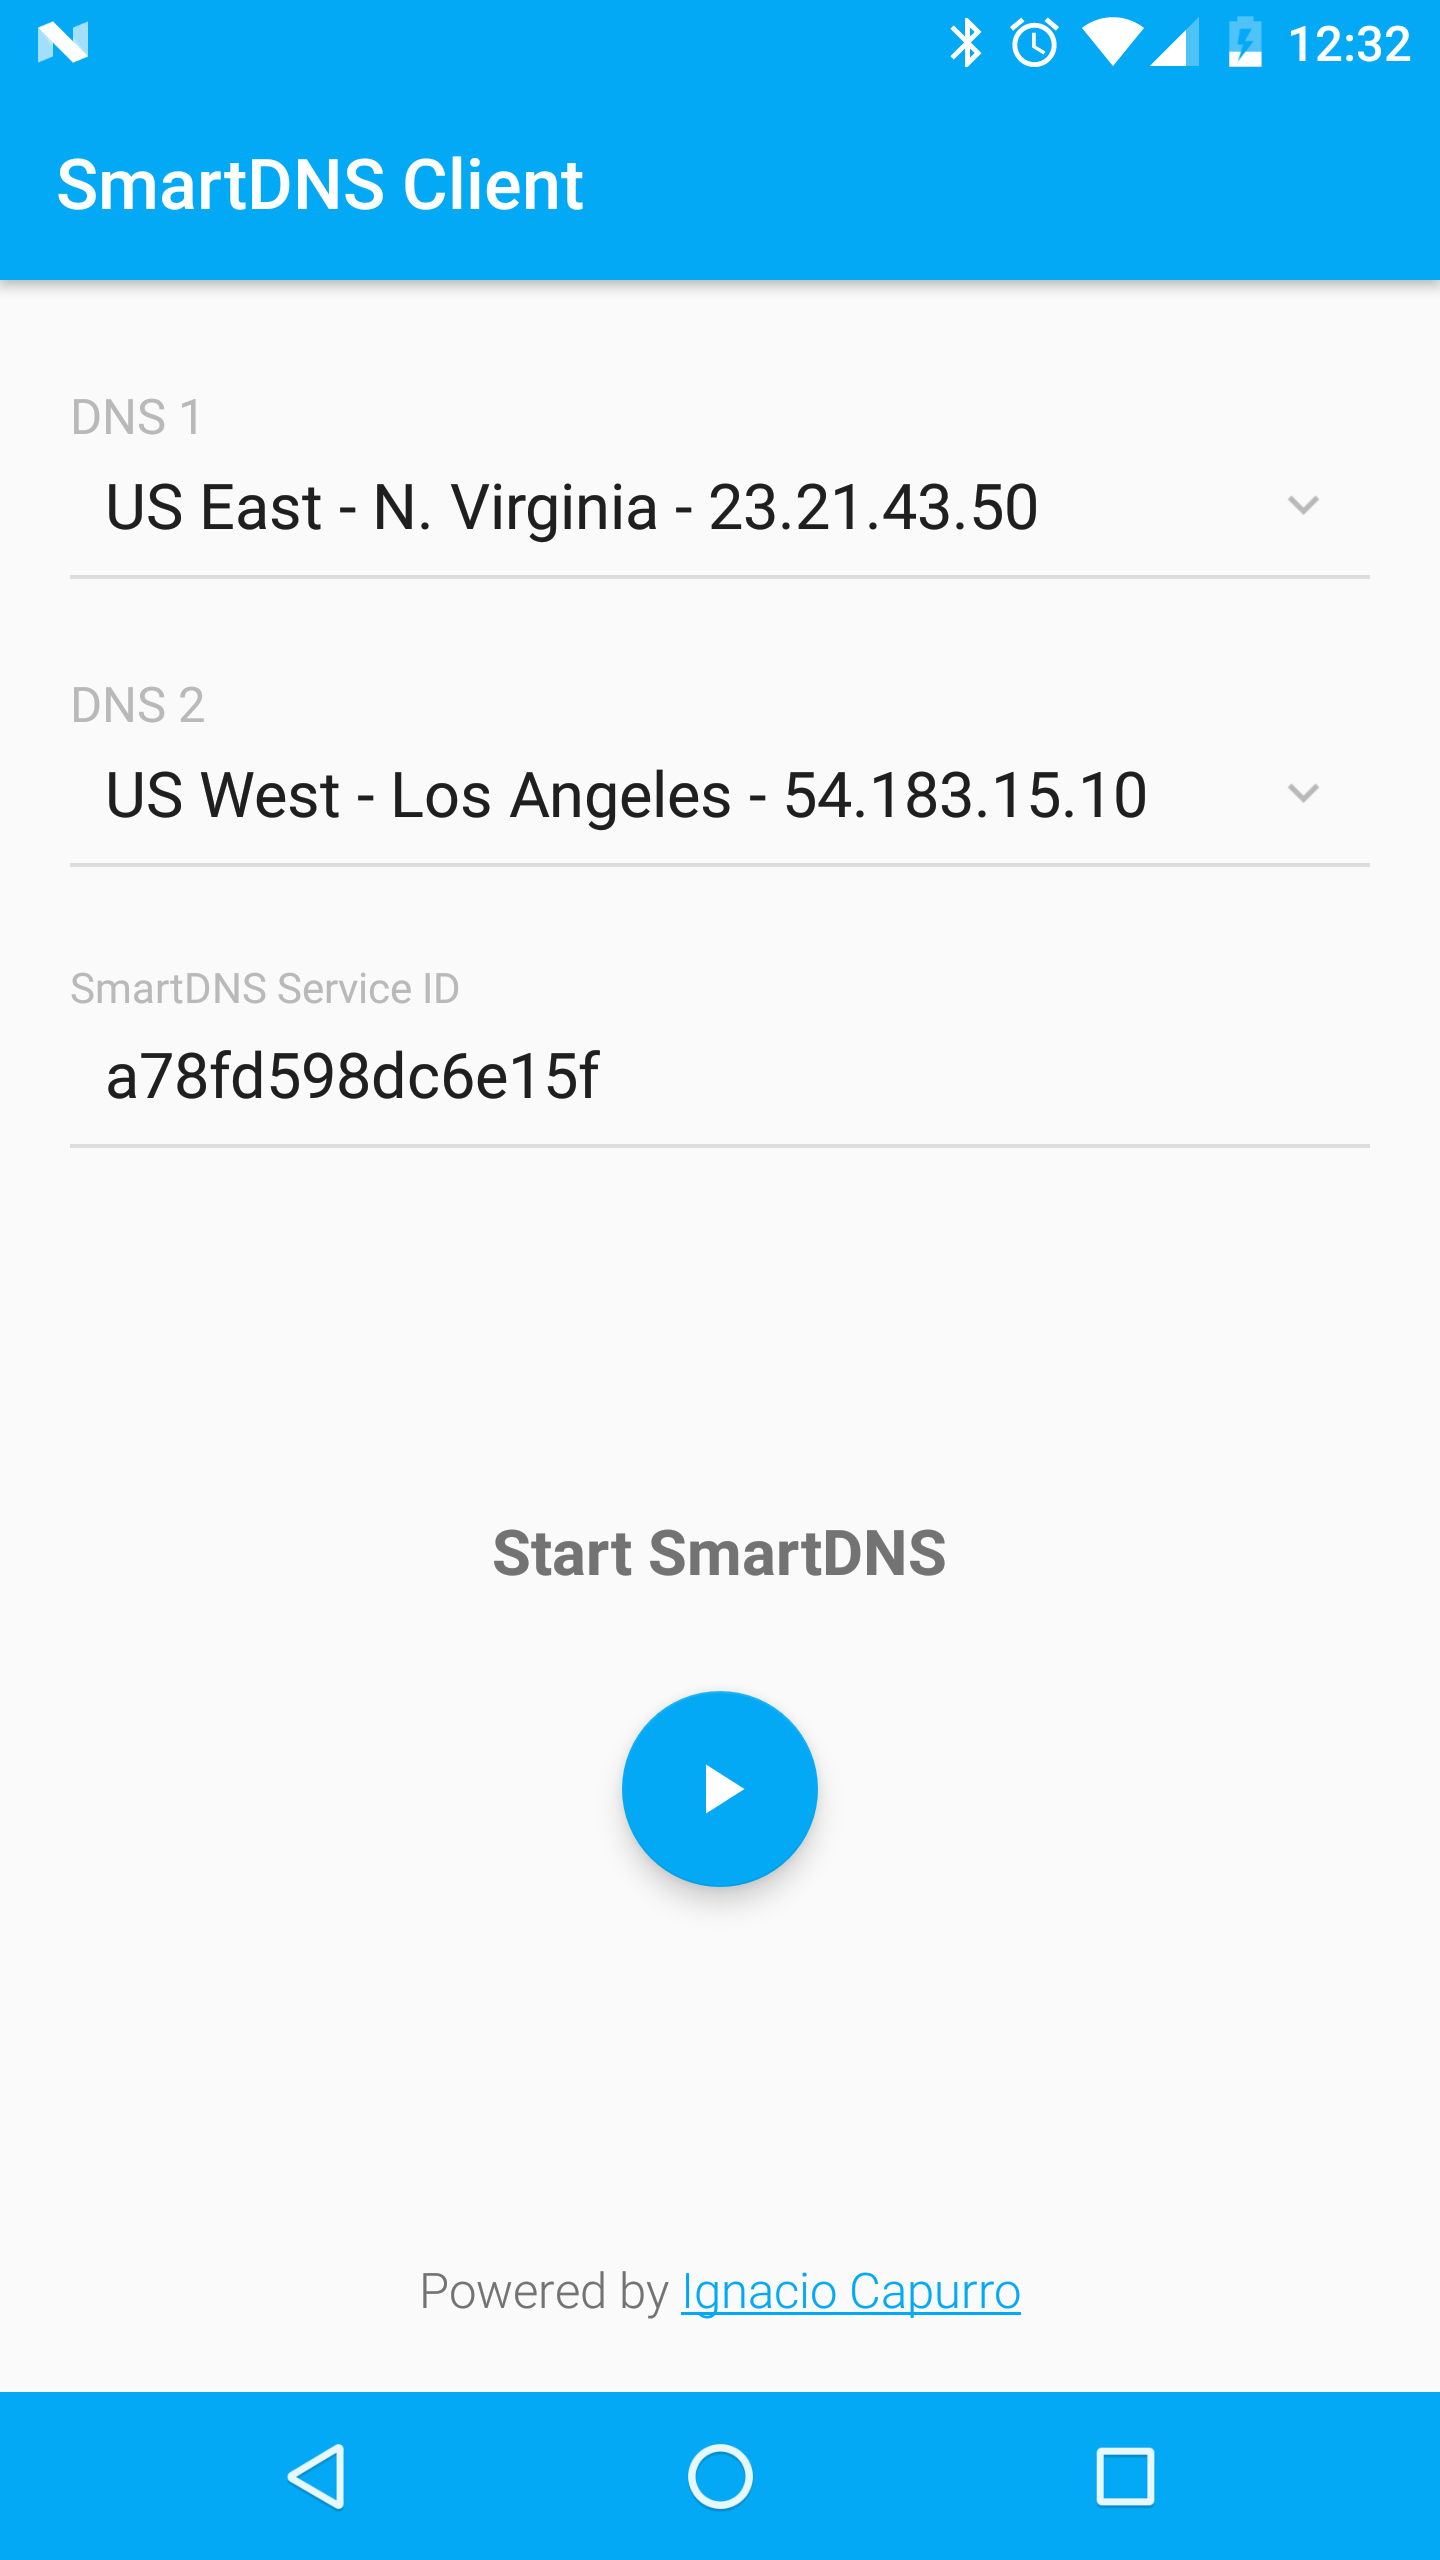 12:32
SmartDNS Client
DNS 1
US East - N. Virginia - 23.21.43.50
DNS 2
US West - Los Angeles - 54.183.15.10
SmartDNS Service ID
a78fd598dc6e15f
Start SmartDNS
Powered by Ignacio Capurro